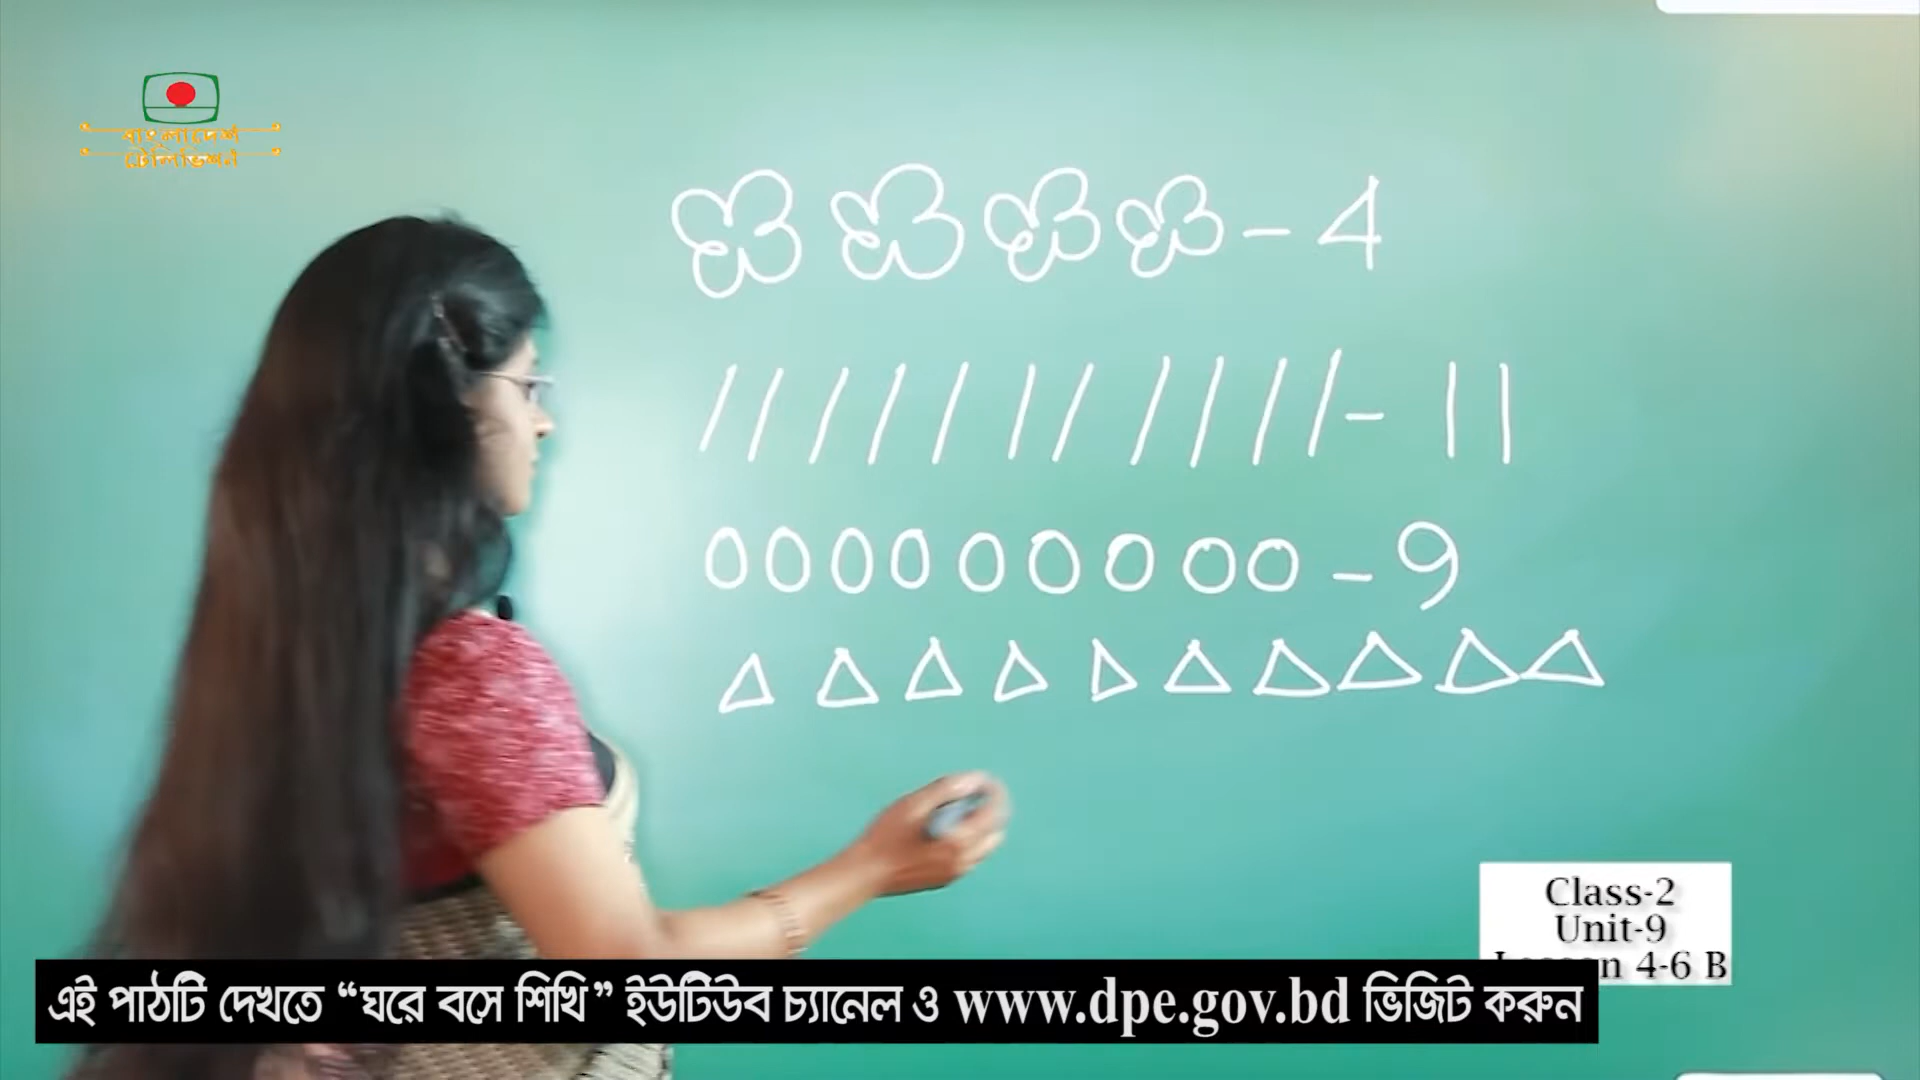 বাংলাদেশ
টেলিভিশন
- 4
- 11
- 9
Class-2
Unit-9
4-6 B
এই পাঠটি দেখতে “ঘরে বসে শিখি” ইউটিউব চ্যানেল ও www.dpe.gov.bd ভিজিট করুন